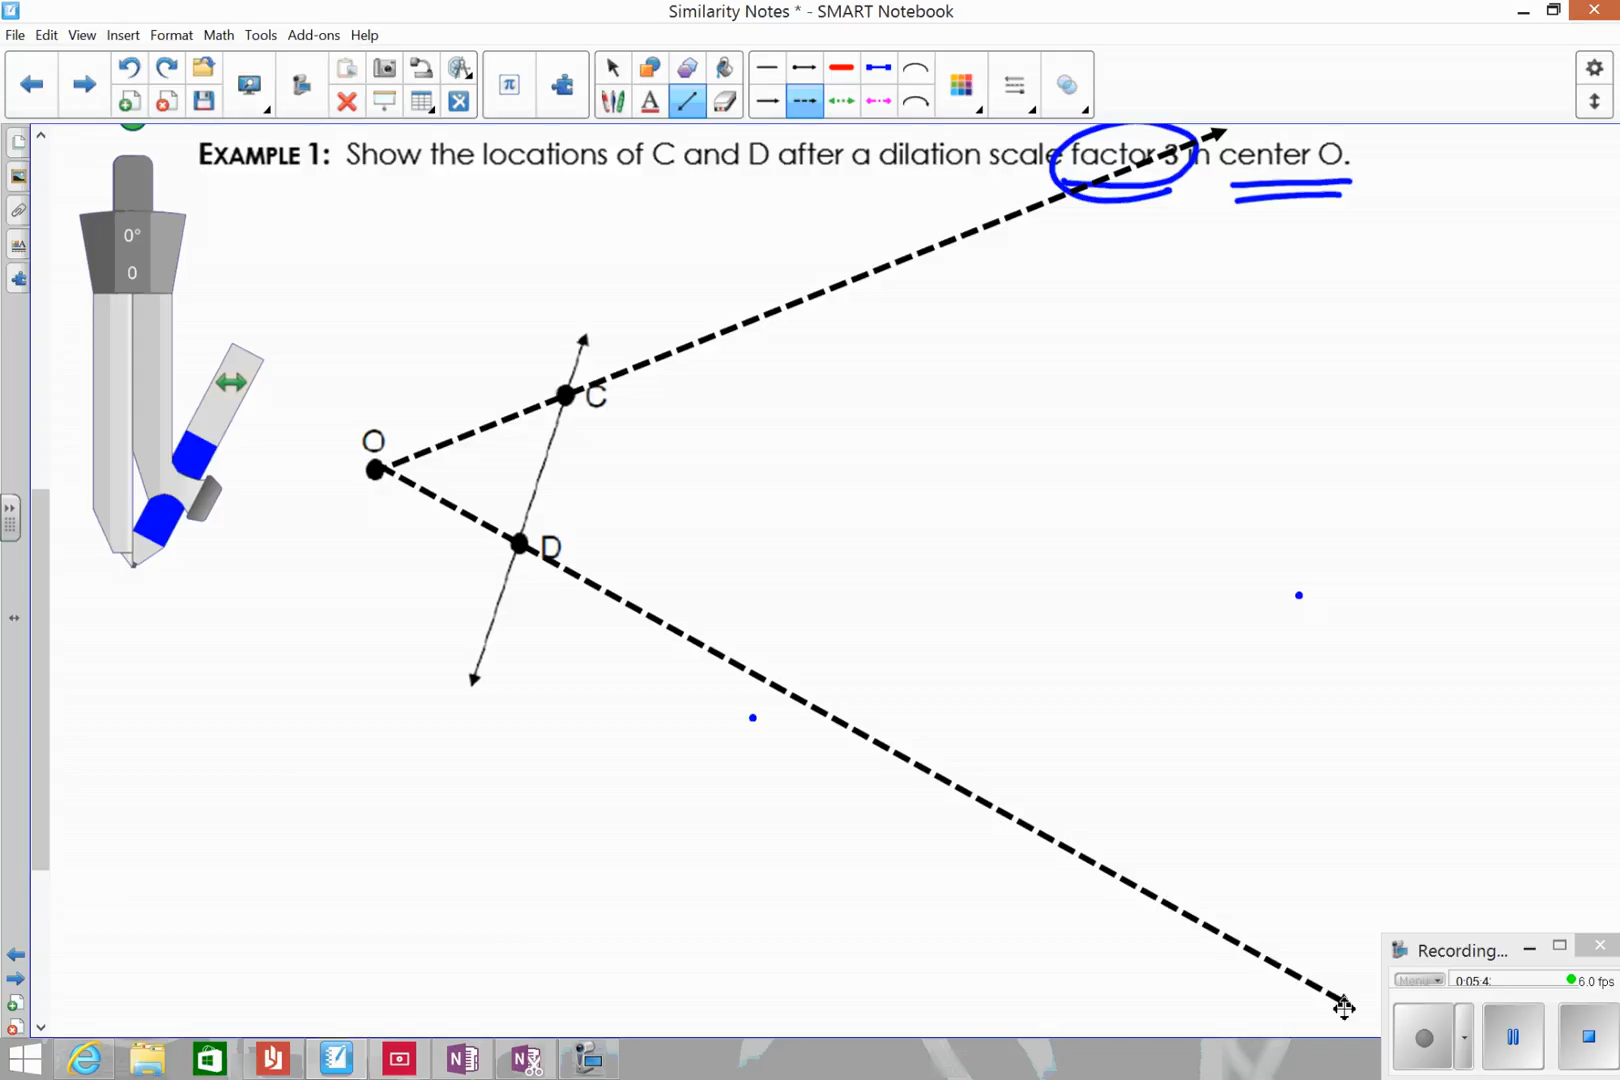 Similarity Notes * - SMART Notebook
File Edit View Insert Format Math Tools Add-ons Help
π
A
EXAMPLE 1: Show the locations of C and D after a dilation scale factor 3 in center O.
0°
0
C
O
D
Recording...
Menu 0:05:4 6.0 fps